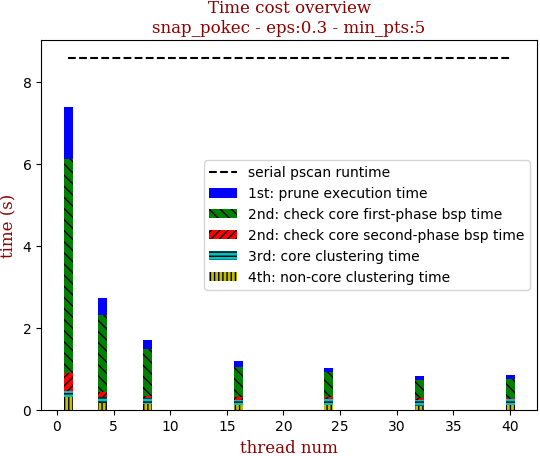 Time cost overview
snap_pokec - eps:0.3 - min_pts:5
time (s)
8
6
4
2
0
serial pscan runtime
1st: prune execution time
2nd: check core first-phase bsp time
2nd: check core second-phase bsp time
3rd: core clustering time
4th: non-core clustering time
0 5 10 15 20 25 30 35 40
thread num